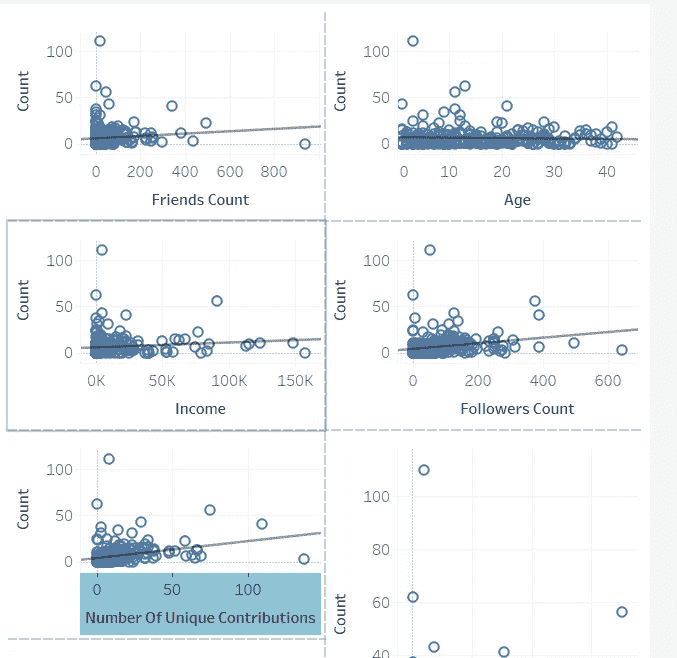 100
50
0
Count
0 200 400 600 800
Friends Count
100
50
0
Count
0 10 20 30 40
Age
100
50
0
Count
0K 50K 100K 150K
Income
100
50
0
Count
0 200 400 600
Followers Count
100
50
0
Count
0 50 100
Number Of Unique Contributions
100
80
60
40
Count